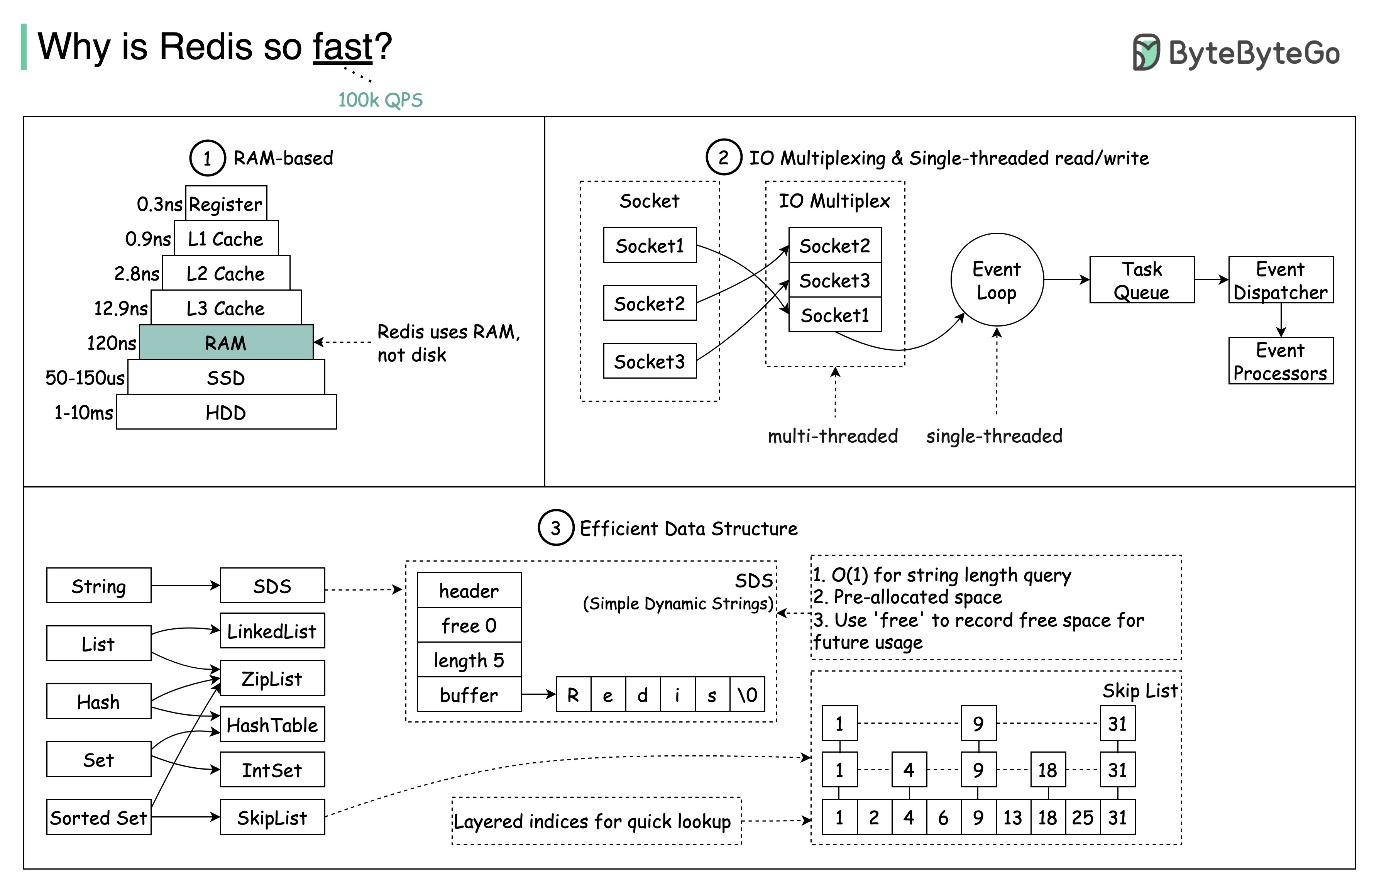 Why is Redis so fast?
ByteByteGo
100k QPS
1 RAM-based
0.3ns Register
0.9ns L1 Cache
2.8ns L2 Cache
12.9ns L3 Cache
120ns RAM
50-150us SSD
1-10ms HDD
Redis uses RAM,
not disk
2 IO Multiplexing & Single-threaded read/write
Socket
Socket1
Socket2
Socket3
IO Multiplex
Socket2
Socket3
Socket1
multi-threaded
Event
Loop
single-threaded
Task
Queue
Event
Dispatcher
Event
Processors
3 Efficient Data Structure
String
List
Hash
Set
Sorted Set
SDS
LinkedList
ZipList
HashTable
IntSet
SkipList
SDS
(Simple Dynamic Strings)
header
free 0
length 5
buffer
R e d i s \0
1. O(1) for string length query
2. Pre-allocated space
3. Use 'free' to record free space for
future usage
Layered indices for quick lookup
Skip List
1 9 31
1 4 9 18 31
1 2 4 6 9 13 18 25 31